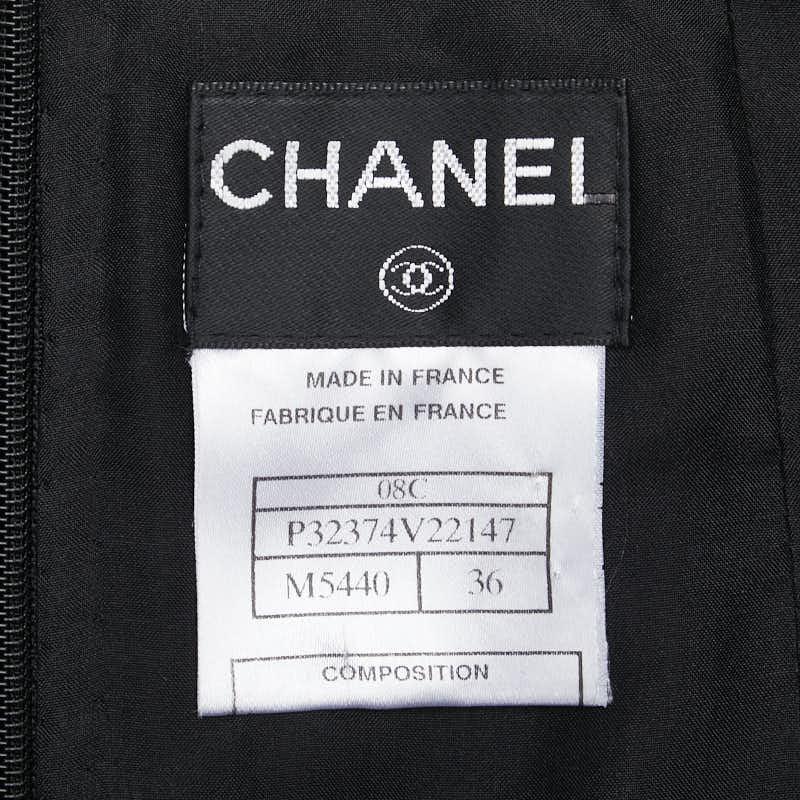 CHANEL
MADE IN FRANCE
FABRIQUE EN FRANCE
08C
P32374V22147
M5440 36
COMPOSITION